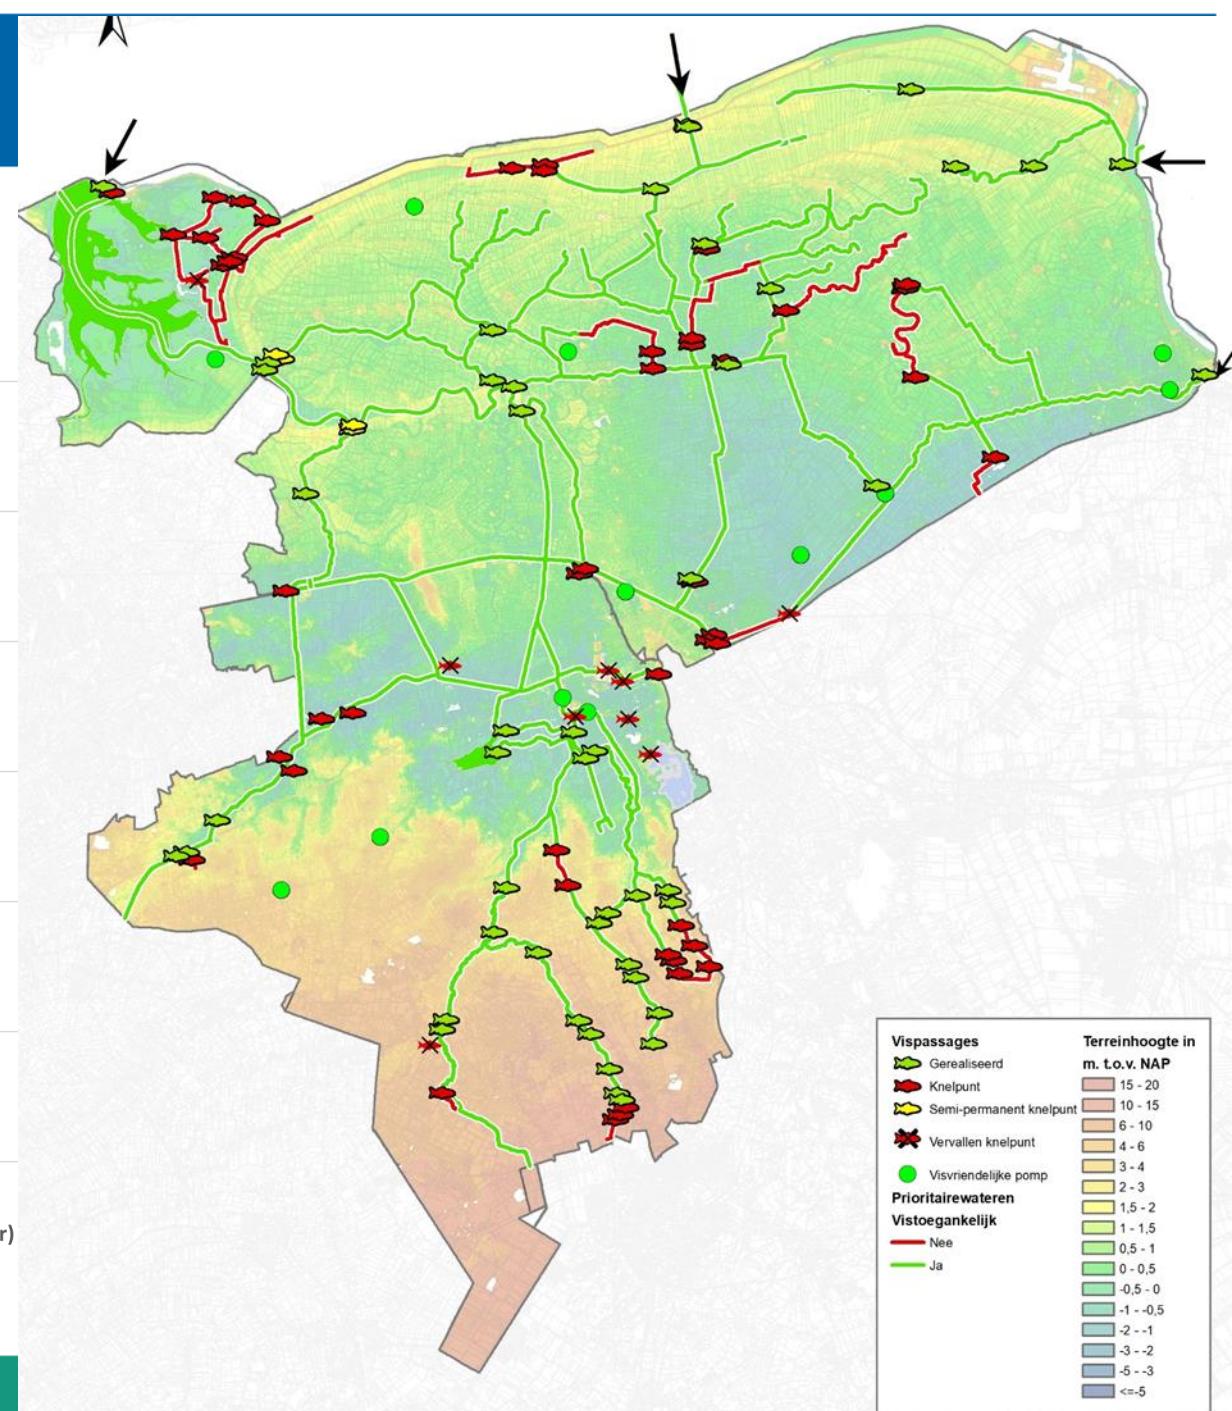 r)
Vispassages
Gerealiseerd
Knelpunt
Semi-permanent knelpunt
Vervallen knelpunt
Visvriendelijke pomp
Prioritairewateren
Vistoegankelijk
Nee
Ja
Terreinhoogte in
m. t.o.v. NAP
15 - 20
10 - 15
6 - 10
4 - 6
3 - 4
2 - 3
1,5 - 2
1 - 1,5
0,5 - 1
0 - 0,5
-0,5 - 0
-1 - -0,5
-2 - -1
-3 - -2
-5 - -3
<=-5